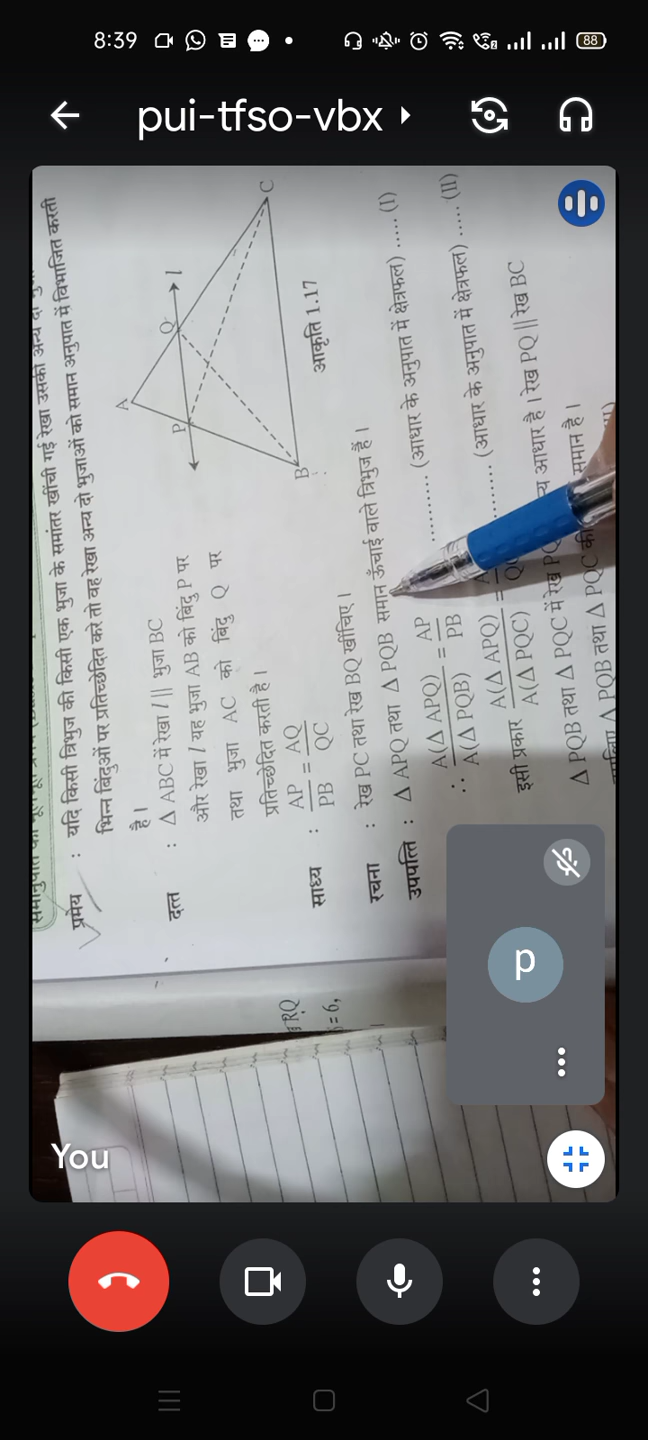 8:39
88
pui-tfso-vbx
प्रमेय : यदि किसी त्रिभुज की किसी एक भुजा के समांतर खींची गई रेखा उसकी अन्य दो
भिन्न बिंदुओं पर प्रतिच्छेदित करे तो वह रेखा अन्य दो भुजाओं को समान अनुपात में विभाजित करती
है।
दत्त : △ ABC में रेखा l || भुजा BC
और रेखा l यह भुजा AB को बिंदु P पर
तथा भुजा AC को बिंदु Q पर
प्रतिच्छेदित करती है।
साध्य : AP/PB = AQ/QC
A
P
Q
l
B
C
आकृति 1.17
रचना : रेख PC तथा रेख BQ खींचिए।
उपपत्ति : △ APQ तथा △ PQB समान ऊँचाई वाले त्रिभुज हैं।
∴ A(△ APQ)/A(△ PQB) = AP/PB .......... (आधार के अनुपात में क्षेत्रफल) ..... (I)
इसी प्रकार A(△ APQ)/A(△ PQC) = .......... (आधार के अनुपात में क्षेत्रफल) ..... (II)
△ PQB तथा △ PQC में रेख PQ आधार है। रेख PQ || रेख BC
△ PQB तथा △ PQC की समान है।
RQ
= 6,
p
You